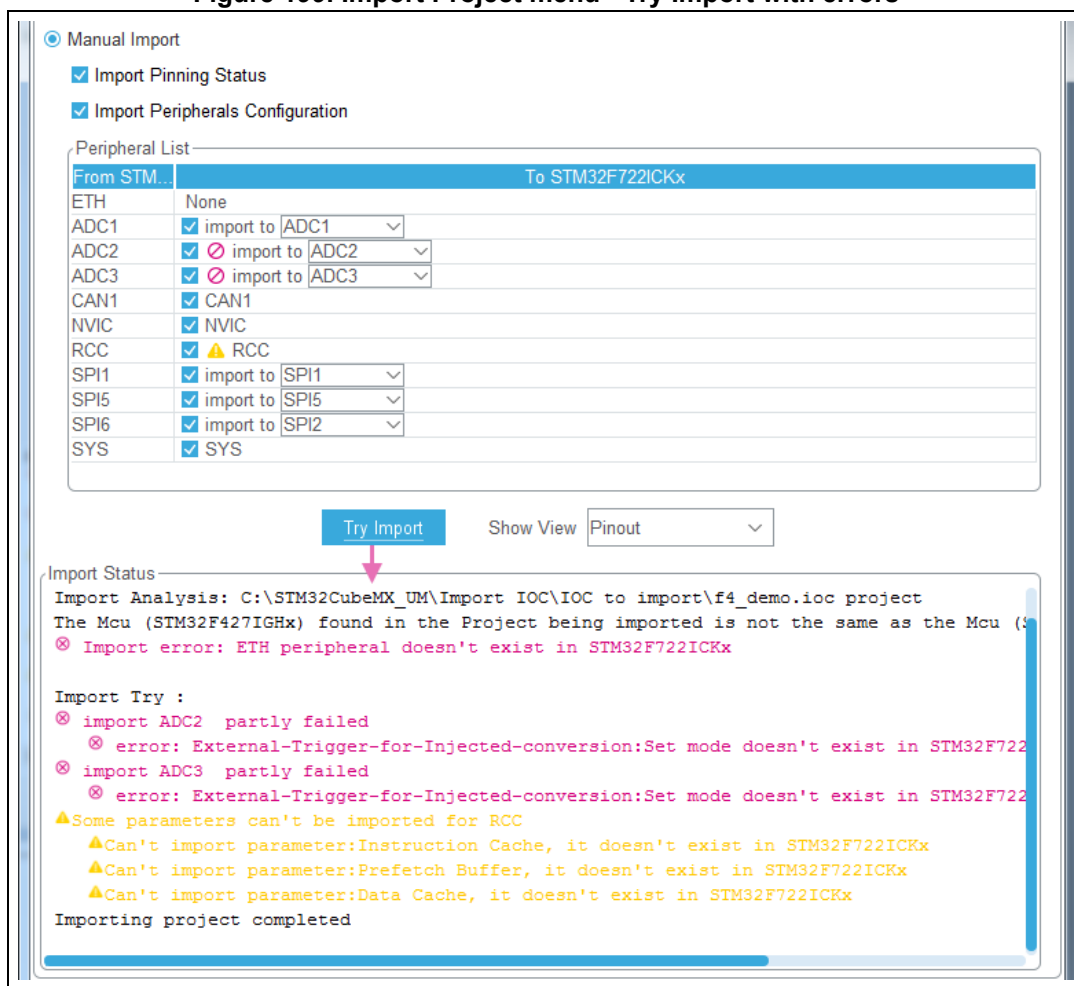 Manual Import
Import Pinning Status
Import Peripherals Configuration
Peripheral List
From STM... To STM32F722ICKx
ETH None
ADC1 import to ADC1
ADC2 import to ADC2
ADC3 import to ADC3
CAN1 CAN1
NVIC NVIC
RCC RCC
SPI1 import to SPI1
SPI5 import to SPI5
SPI6 import to SPI2
SYS SYS
Try Import Show View Pinout
Import Status
Import Analysis: C:\STM32CubeMX_UM\Import IOC\IOC to import\f4_demo.ioc project
The Mcu (STM32F427IGHx) found in the Project being imported is not the same as the Mcu (
Import error: ETH peripheral doesn't exist in STM32F722ICKx
Import Try :
import ADC2 partly failed
error: External-Trigger-for-Injected-conversion:Set mode doesn't exist in STM32F722
import ADC3 partly failed
error: External-Trigger-for-Injected-conversion:Set mode doesn't exist in STM32F722
Some parameters can't be imported for RCC
Can't import parameter:Instruction Cache, it doesn't exist in STM32F722ICKx
Can't import parameter:Prefetch Buffer, it doesn't exist in STM32F722ICKx
Can't import parameter:Data Cache, it doesn't exist in STM32F722ICKx
Importing project completed